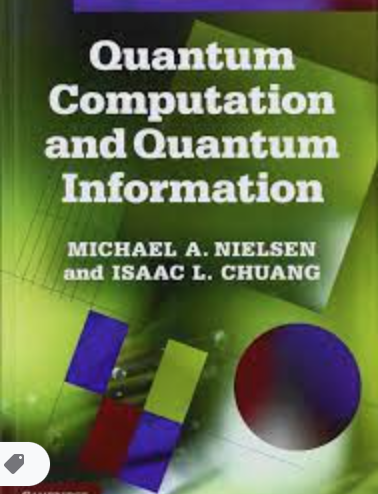 Quantum
Computation
and Quantum
Information
MICHAEL A. NIELSEN
and ISAAC L. CHUANG